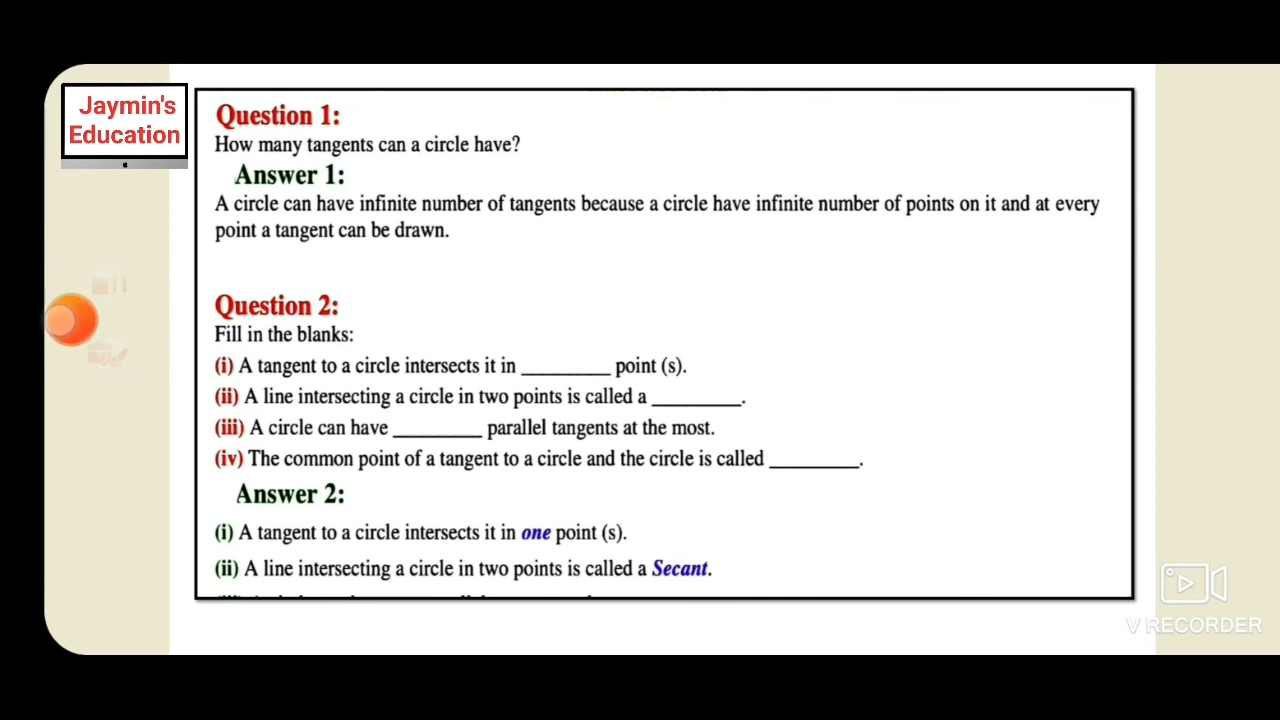 Jaymin's
Education
Question 1:
How many tangents can a circle have?
Answer 1:
A circle can have infinite number of tangents because a circle have infinite number of points on it and at every
point a tangent can be drawn.
Question 2:
Fill in the blanks:
(i) A tangent to a circle intersects it in _________ point (s).
(ii) A line intersecting a circle in two points is called a _________.
(iii) A circle can have _________ parallel tangents at the most.
(iv) The common point of a tangent to a circle and the circle is called _________.
Answer 2:
(i) A tangent to a circle intersects it in one point (s).
(ii) A line intersecting a circle in two points is called a Secant.
V RECORDER